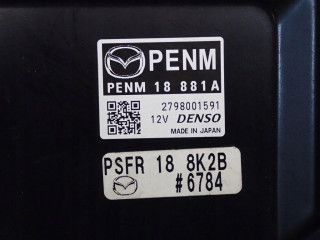 PENM
PENM 18 881A
2798001591
12V DENSO
MADE IN JAPAN
PSFR 18 8K2B
#6784